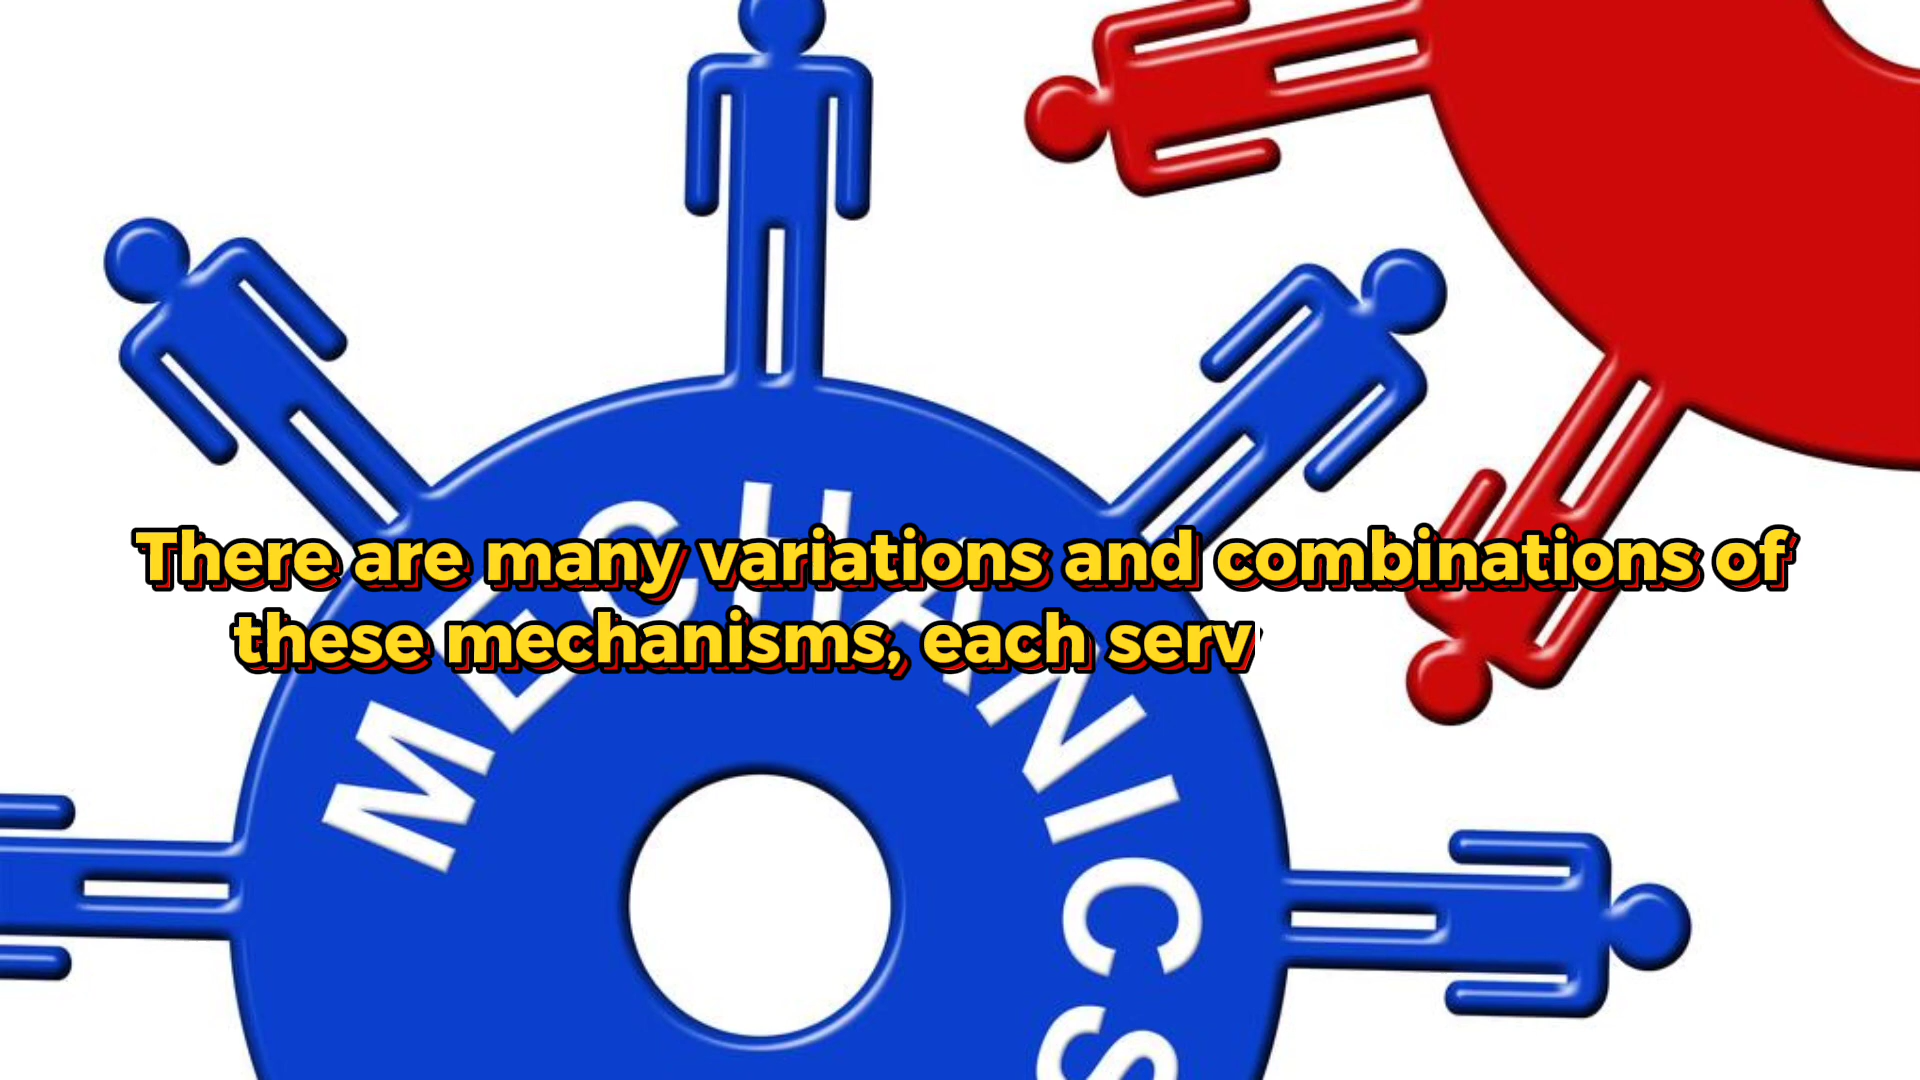 There are many variations and combinations of
these mechanisms, each serv
MECHANICS